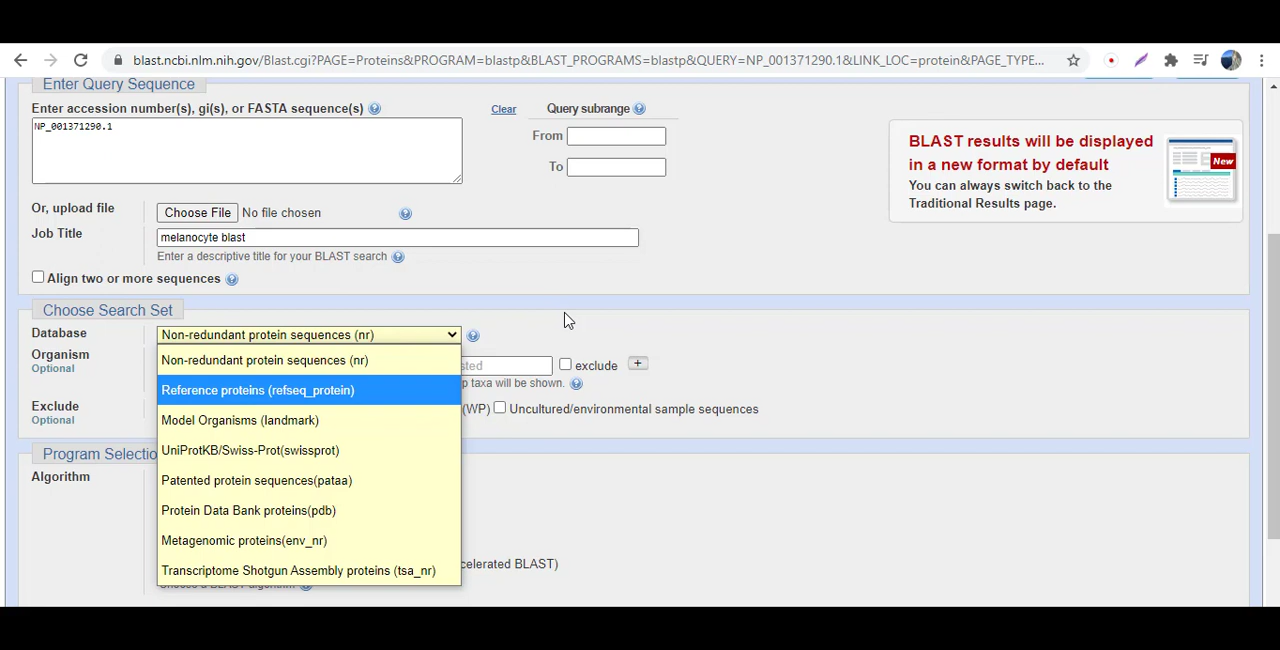 blast.ncbi.nlm.nih.gov/Blast.cgi?PAGE=Proteins&PROGRAM=blastp&BLAST_PROGRAMS=blastp&QUERY=NP_001371290.1&LINK_LOC=protein&PAGE_TYPE...
Enter Query Sequence
Enter accession number(s), gi(s), or FASTA sequence(s)
Clear
Query subrange
NP_001371290.1
From
To
BLAST results will be displayed
in a new format by default
You can always switch back to the
Traditional Results page.
New
Or, upload file
Choose File No file chosen
Job Title
melanocyte blast
Enter a descriptive title for your BLAST search
Align two or more sequences
Choose Search Set
Database
Non-redundant protein sequences (nr)
Organism
Optional
Non-redundant protein sequences (nr)
exclude
Reference proteins (refseq_protein)
taxa will be shown.
Exclude
Optional
Model Organisms (landmark)
(WP)
Uncultured/environmental sample sequences
UniProtKB/Swiss-Prot(swissprot)
Program Selectio
Algorithm
Patented protein sequences(pataa)
Protein Data Bank proteins(pdb)
Metagenomic proteins(env_nr)
Transcriptome Shotgun Assembly proteins (tsa_nr)
celerated BLAST)